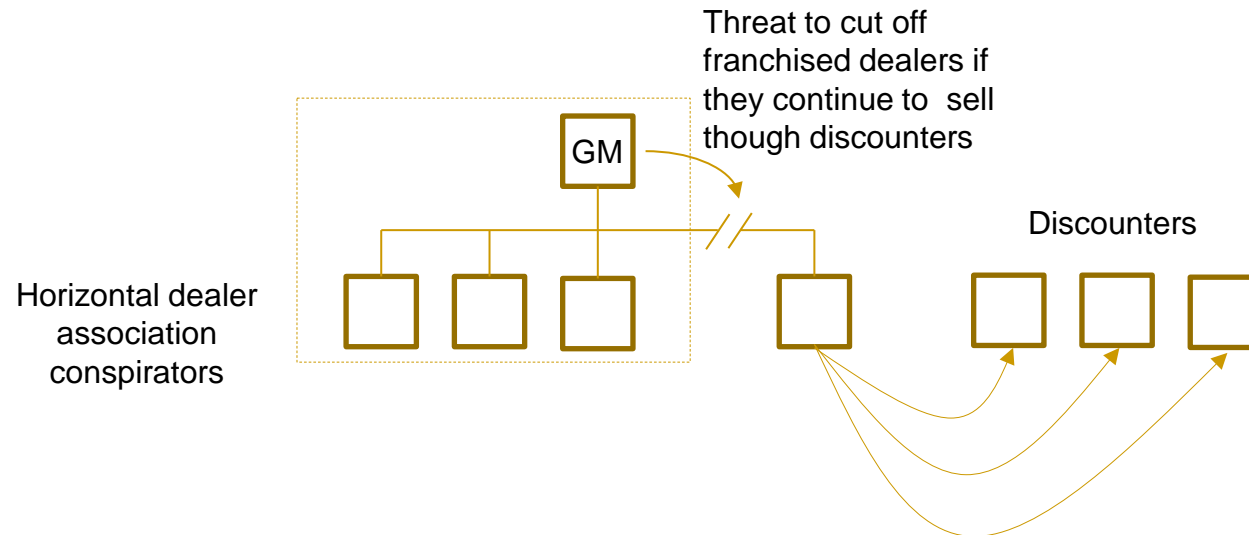 Threat to cut off
franchised dealers if
they continue to sell
though discounters
GM
Discounters
Horizontal dealer
association
conspirators